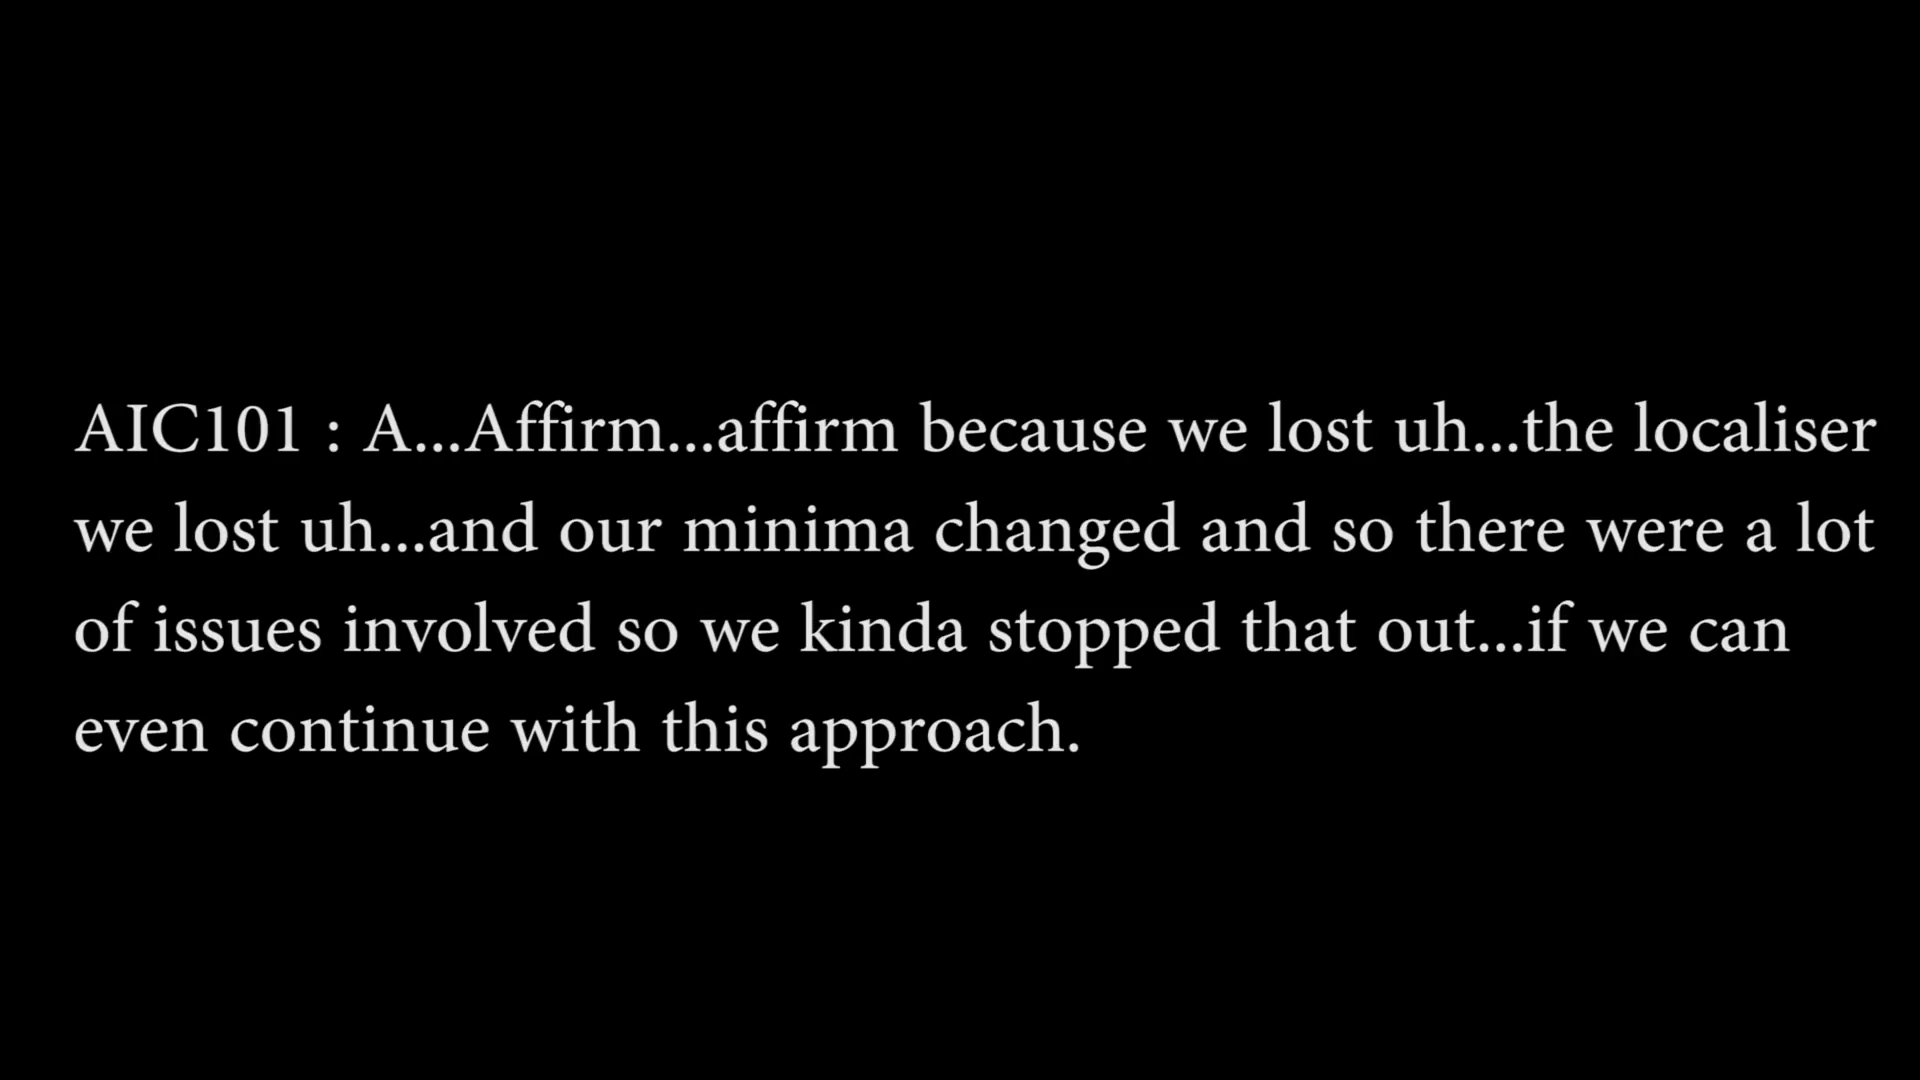 AIC101 : A...Affirm...affirm because we lost uh...the localiser
we lost uh...and our minima changed and so there were a lot
of issues involved so we kinda stopped that out...if we can
even continue with this approach.